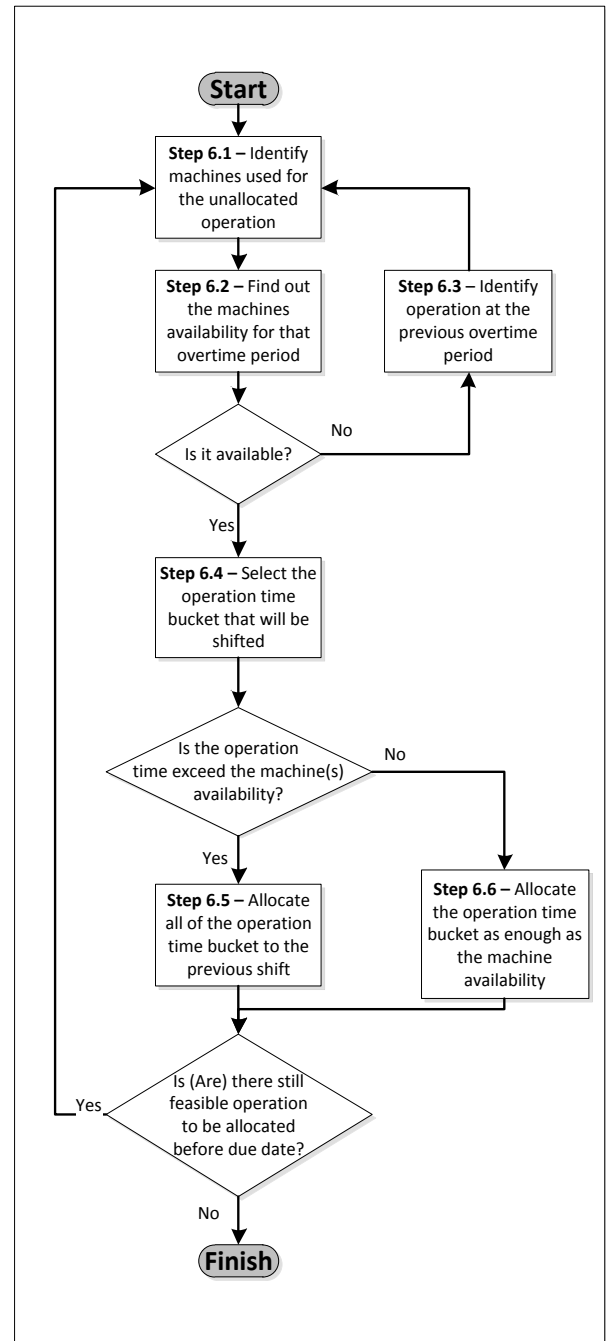 Start
Step 6.1 – Identify
machines used for
the unallocated
operation
Step 6.2 – Find out
the machines
availability for that
overtime period
Step 6.3 – Identify
operation at the
previous overtime
period
Is it available?
No
Yes
Step 6.4 – Select the
operation time
bucket that will be
shifted
Is the operation
time exceed the machine(s)
availability?
No
Yes
Step 6.5 – Allocate
all of the operation
time bucket to the
previous shift
Step 6.6 – Allocate
the operation time
bucket as enough as
the machine
availability
Is (Are) there still
feasible operation
to be allocated
before due date?
Yes
No
Finish